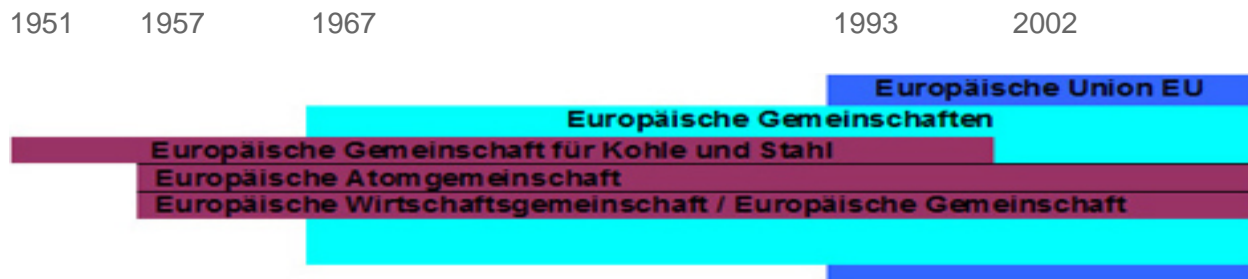 1951 1957 1967 1993 2002
Europäische Union EU
Europäische Gemeinschaften
Europäische Gemeinschaft für Kohle und Stahl
Europäische Atomgemeinschaft
Europäische Wirtschaftsgemeinschaft / Europäische Gemeinschaft